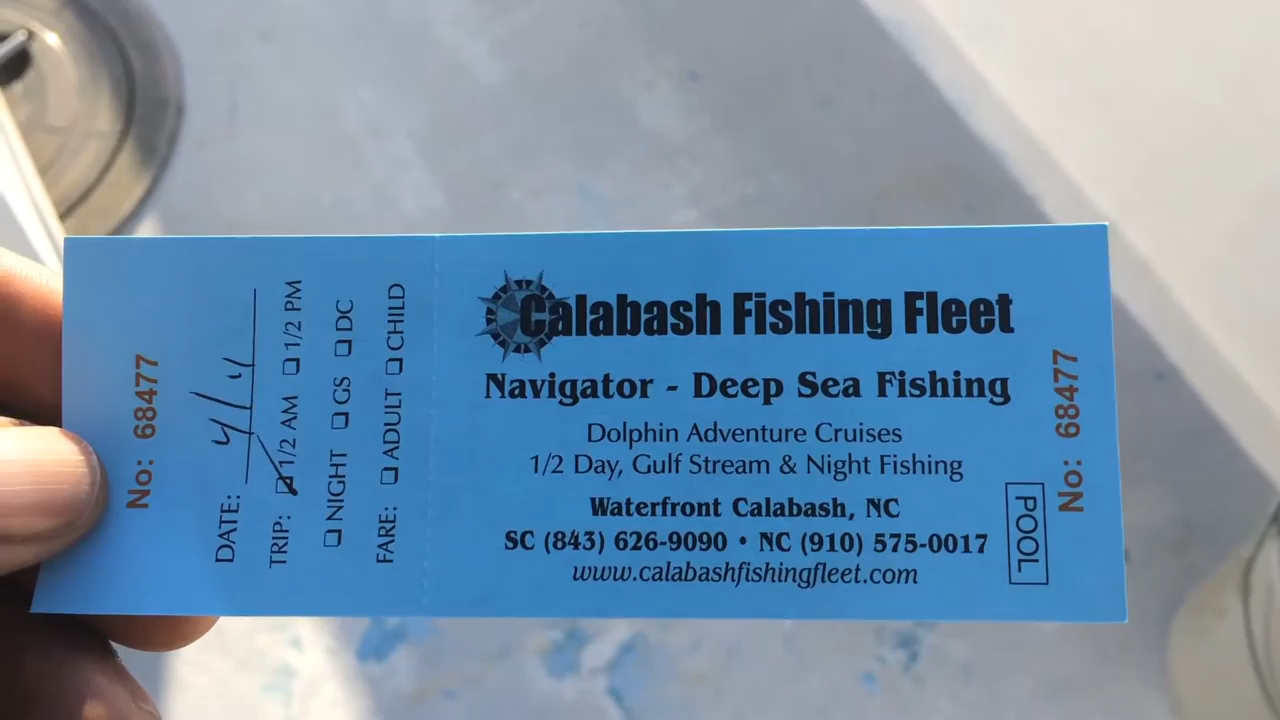 No: 68477
DATE: 4/4
TRIP: 1/2 AM 1/2 PM
NIGHT GS DC
FARE: ADULT CHILD
Calabash Fishing Fleet
Navigator - Deep Sea Fishing
Dolphin Adventure Cruises
1/2 Day, Gulf Stream & Night Fishing
Waterfront Calabash, NC
SC (843) 626-9090 • NC (910) 575-0017
www.calabashfishingfleet.com
POOL
No: 68477